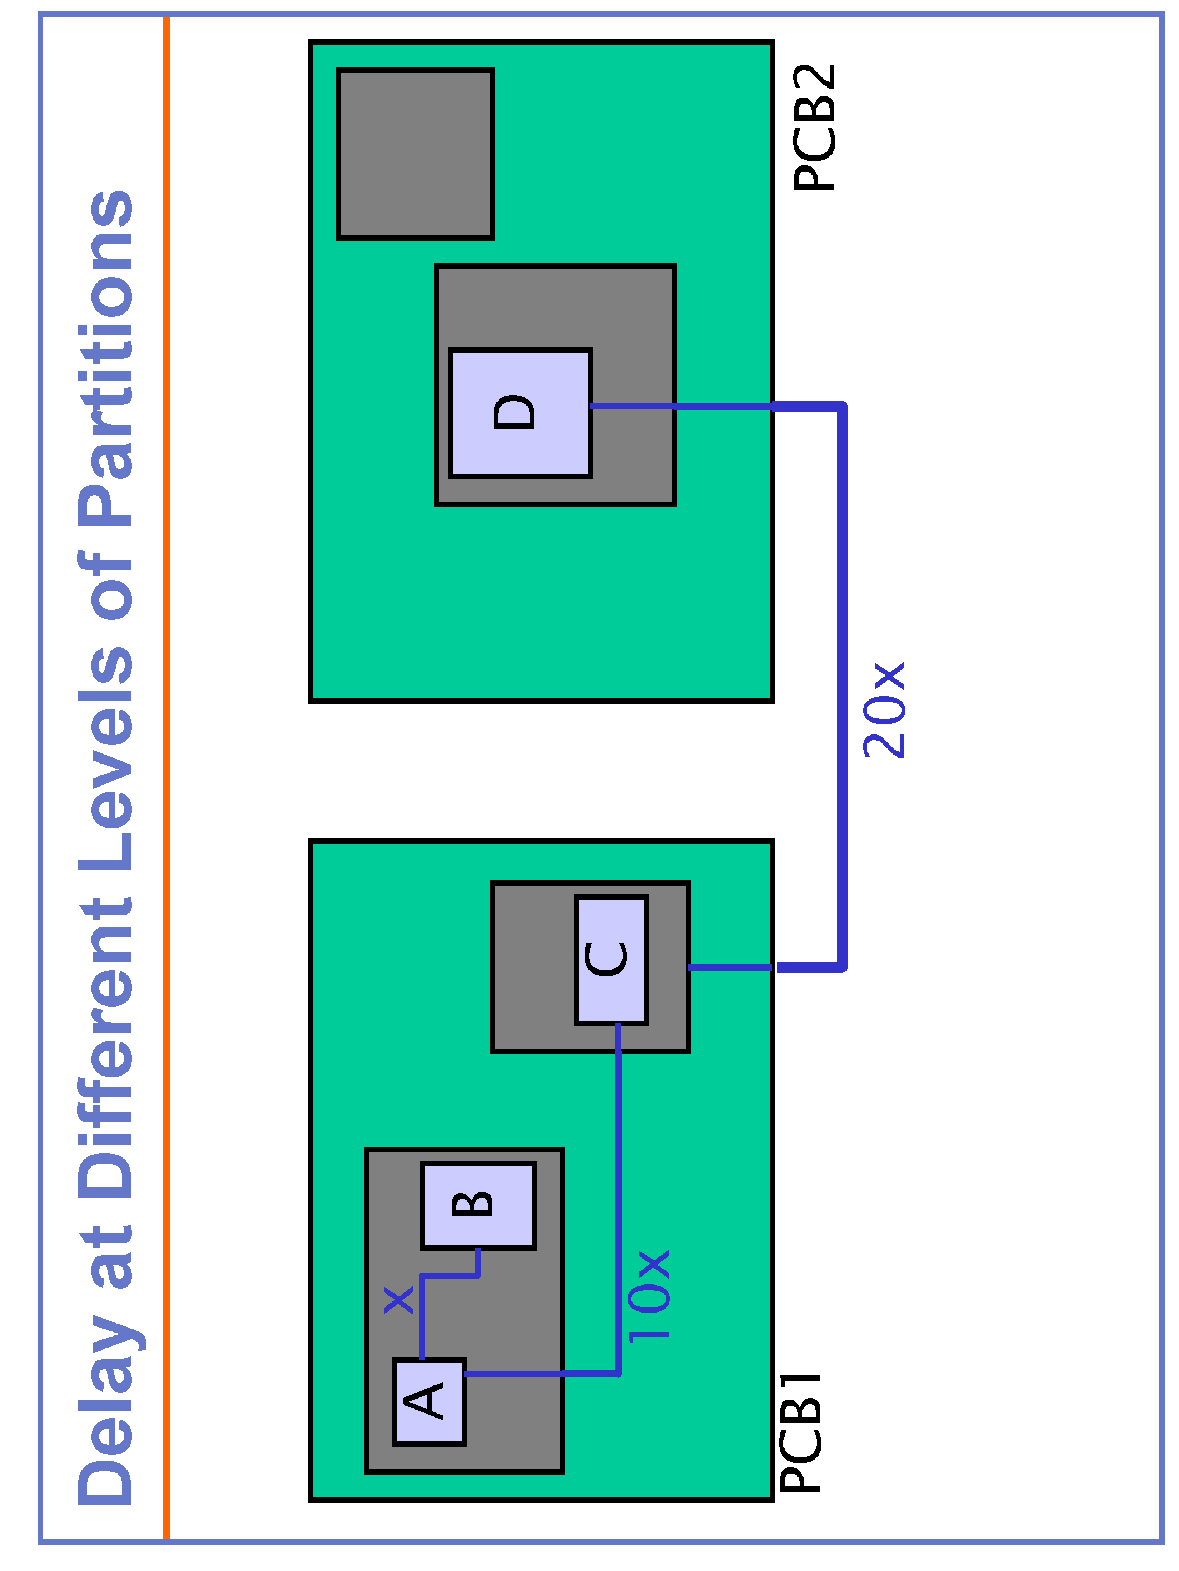 Delay at Different Levels of Partitions
A
x
B
10x
C
PCB1
20x
D
PCB2